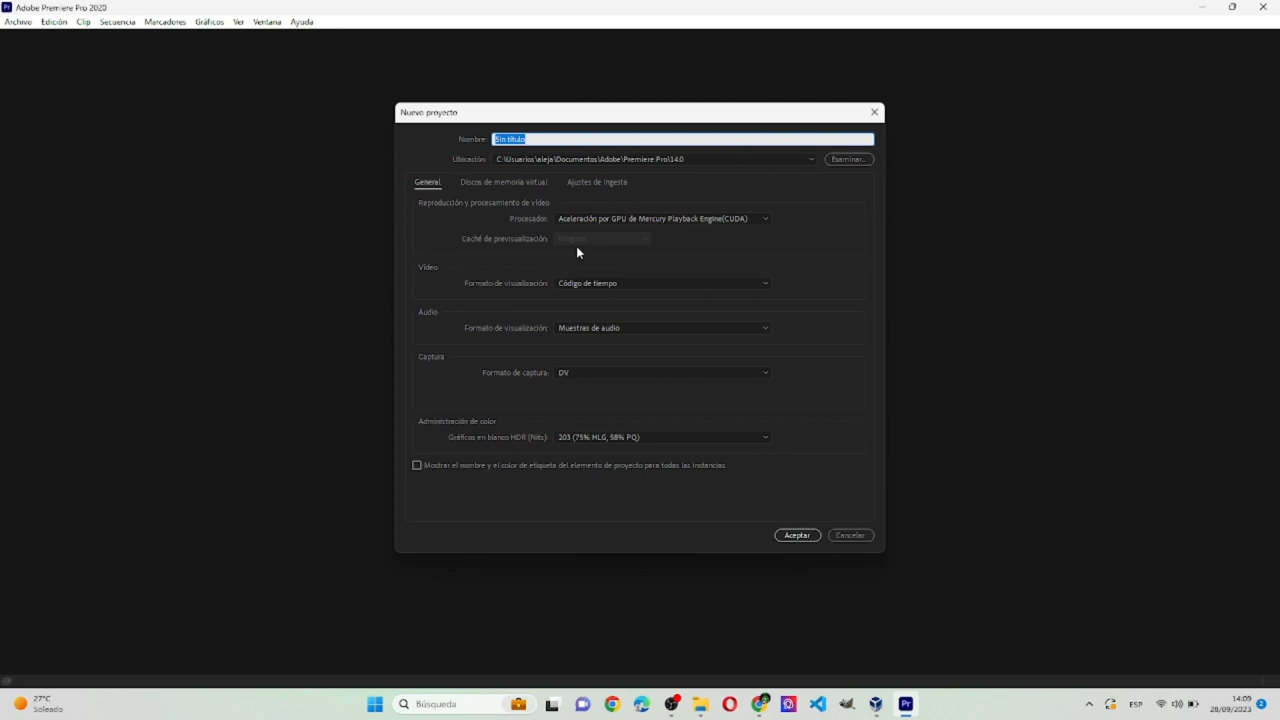 Adobe Premiere Pro 2020
Archivo Edición Clip Secuencia Marcadores Gráficos Ver Ventana Ayuda
Nuevo proyecto
Nombre: Sin título
Ubicación: C:\Usuarios\aleja\Documentos\Adobe\Premiere Pro\14.0 Examinar...
General Discos de memoria virtual Ajustes de ingesta
Reproducción y procesamiento de vídeo
Procesador: Aceleración por GPU de Mercury Playback Engine(CUDA)
Caché de previsualización: Ninguno
Vídeo
Formato de visualización: Código de tiempo
Audio
Formato de visualización: Muestras de audio
Captura
Formato de captura: DV
Administración de color
Gráficos en blanco HDR (Nits): 203 (75% HLG, 58% PQ)
Mostrar el nombre y el color de etiqueta del elemento de proyecto para todas las instancias
Aceptar Cancelar
27°C
Soleado
Búsqueda
ESP
14:09
28/09/2023
2